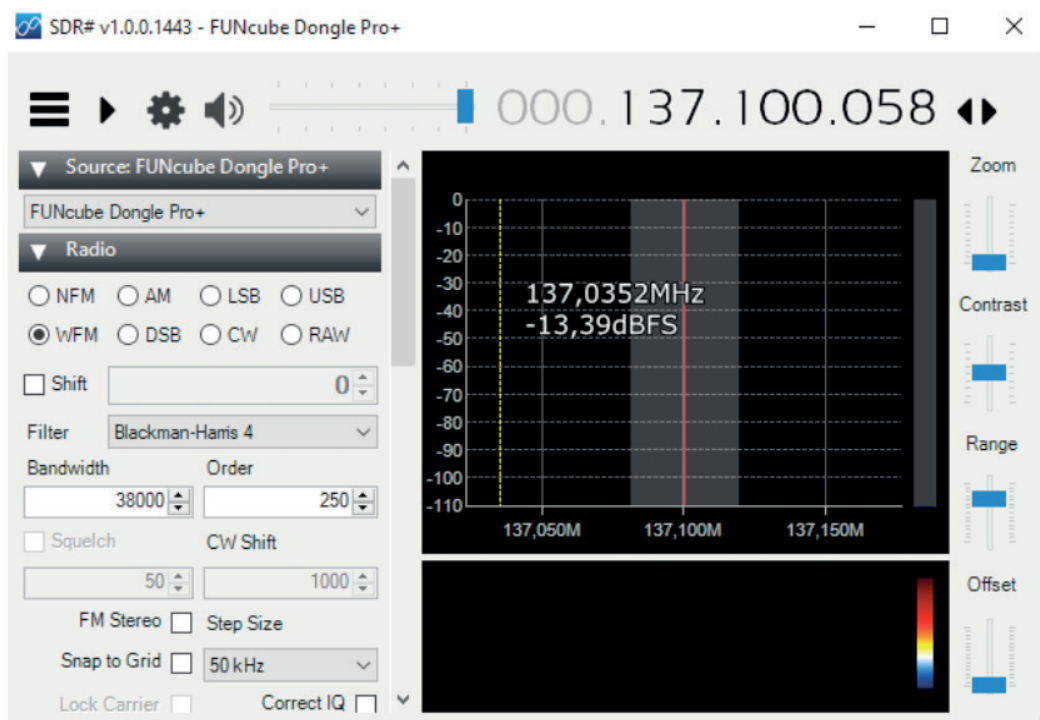 SDR# v1.0.0.1443 - FUNcube Dongle Pro+
000.137.100.058
Source: FUNcube Dongle Pro+
FUNcube Dongle Pro+
Radio
NFM AM LSB USB
WFM DSB CW RAW
Shift 0
Filter Blackman-Harris 4
Bandwidth Order
38000 250
Squelch CW Shift
50 1000
FM Stereo Step Size
Snap to Grid 50 kHz
Lock Carrier Correct IQ
0
-10
-20
-30
-40
-50
-60
-70
-80
-90
-100
-110
137,0352MHz
-13,39dBFS
137,050M 137,100M 137,150M
Zoom
Contrast
Range
Offset